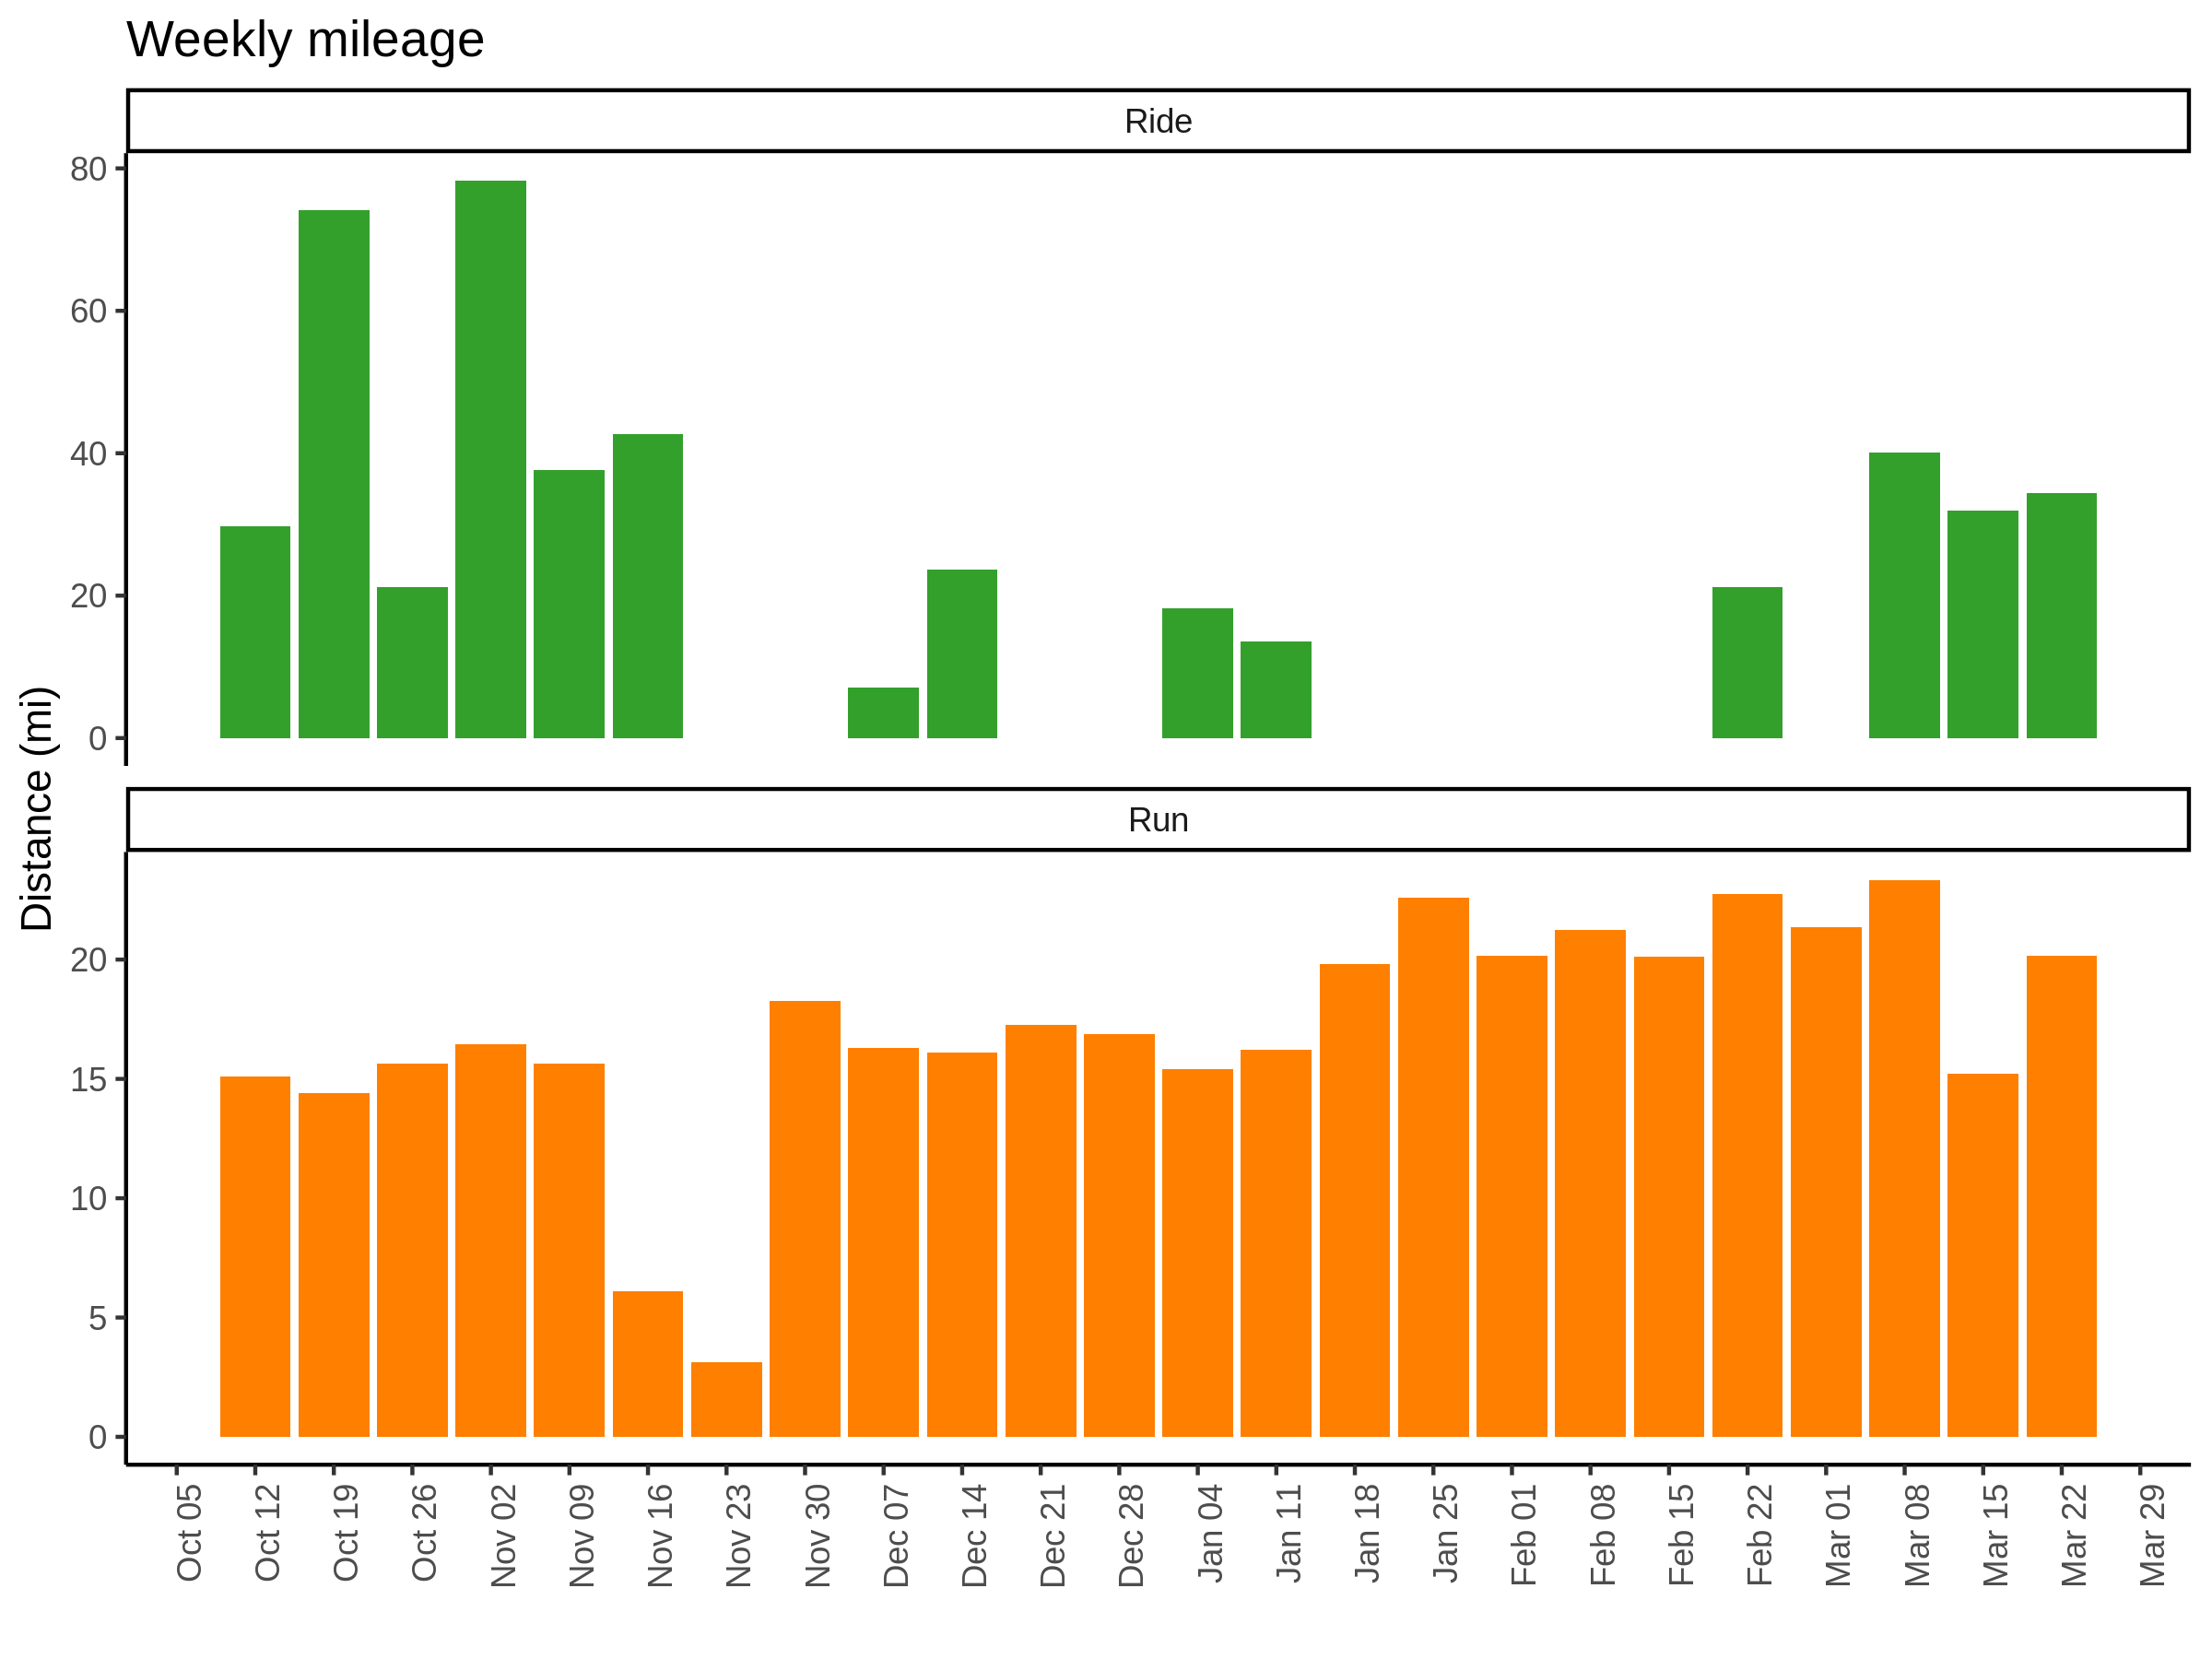 Weekly mileage
Ride
80
60
40
20
0
Distance (mi)
Run
20
15
10
5
0
Oct 05
Oct 12
Oct 19
Oct 26
Nov 02
Nov 09
Nov 16
Nov 23
Nov 30
Dec 07
Dec 14
Dec 21
Dec 28
Jan 04
Jan 11
Jan 18
Jan 25
Feb 01
Feb 08
Feb 15
Feb 22
Mar 01
Mar 08
Mar 15
Mar 22
Mar 29